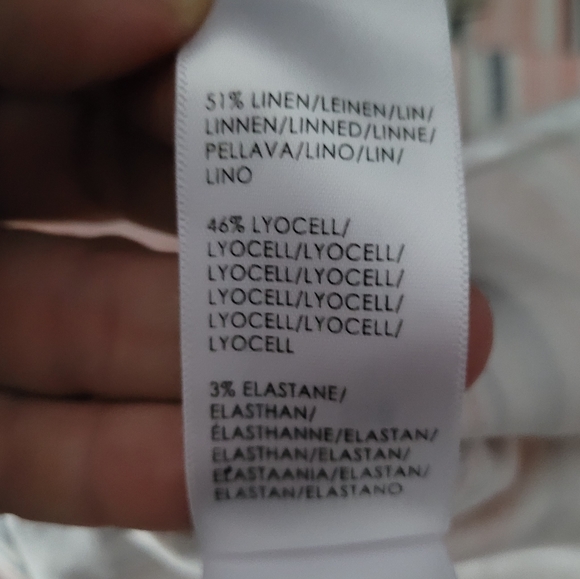 51% LINEN/LEINEN/LIN/
LINNEN/LINNED/LINNE/
PELLAVA/LINO/LIN/
LINO
46% LYOCELL/
LYOCELL/LYOCELL/
LYOCELL/LYOCELL/
LYOCELL/LYOCELL/
LYOCELL/LYOCELL/
LYOCELL
3% ELASTANE/
ELASTHAN/
ÉLASTHANNE/ELASTAN/
ELASTHAN/ELASTAN/
ELASTAANIA/ELASTAN/
ELASTAN/ELASTANO